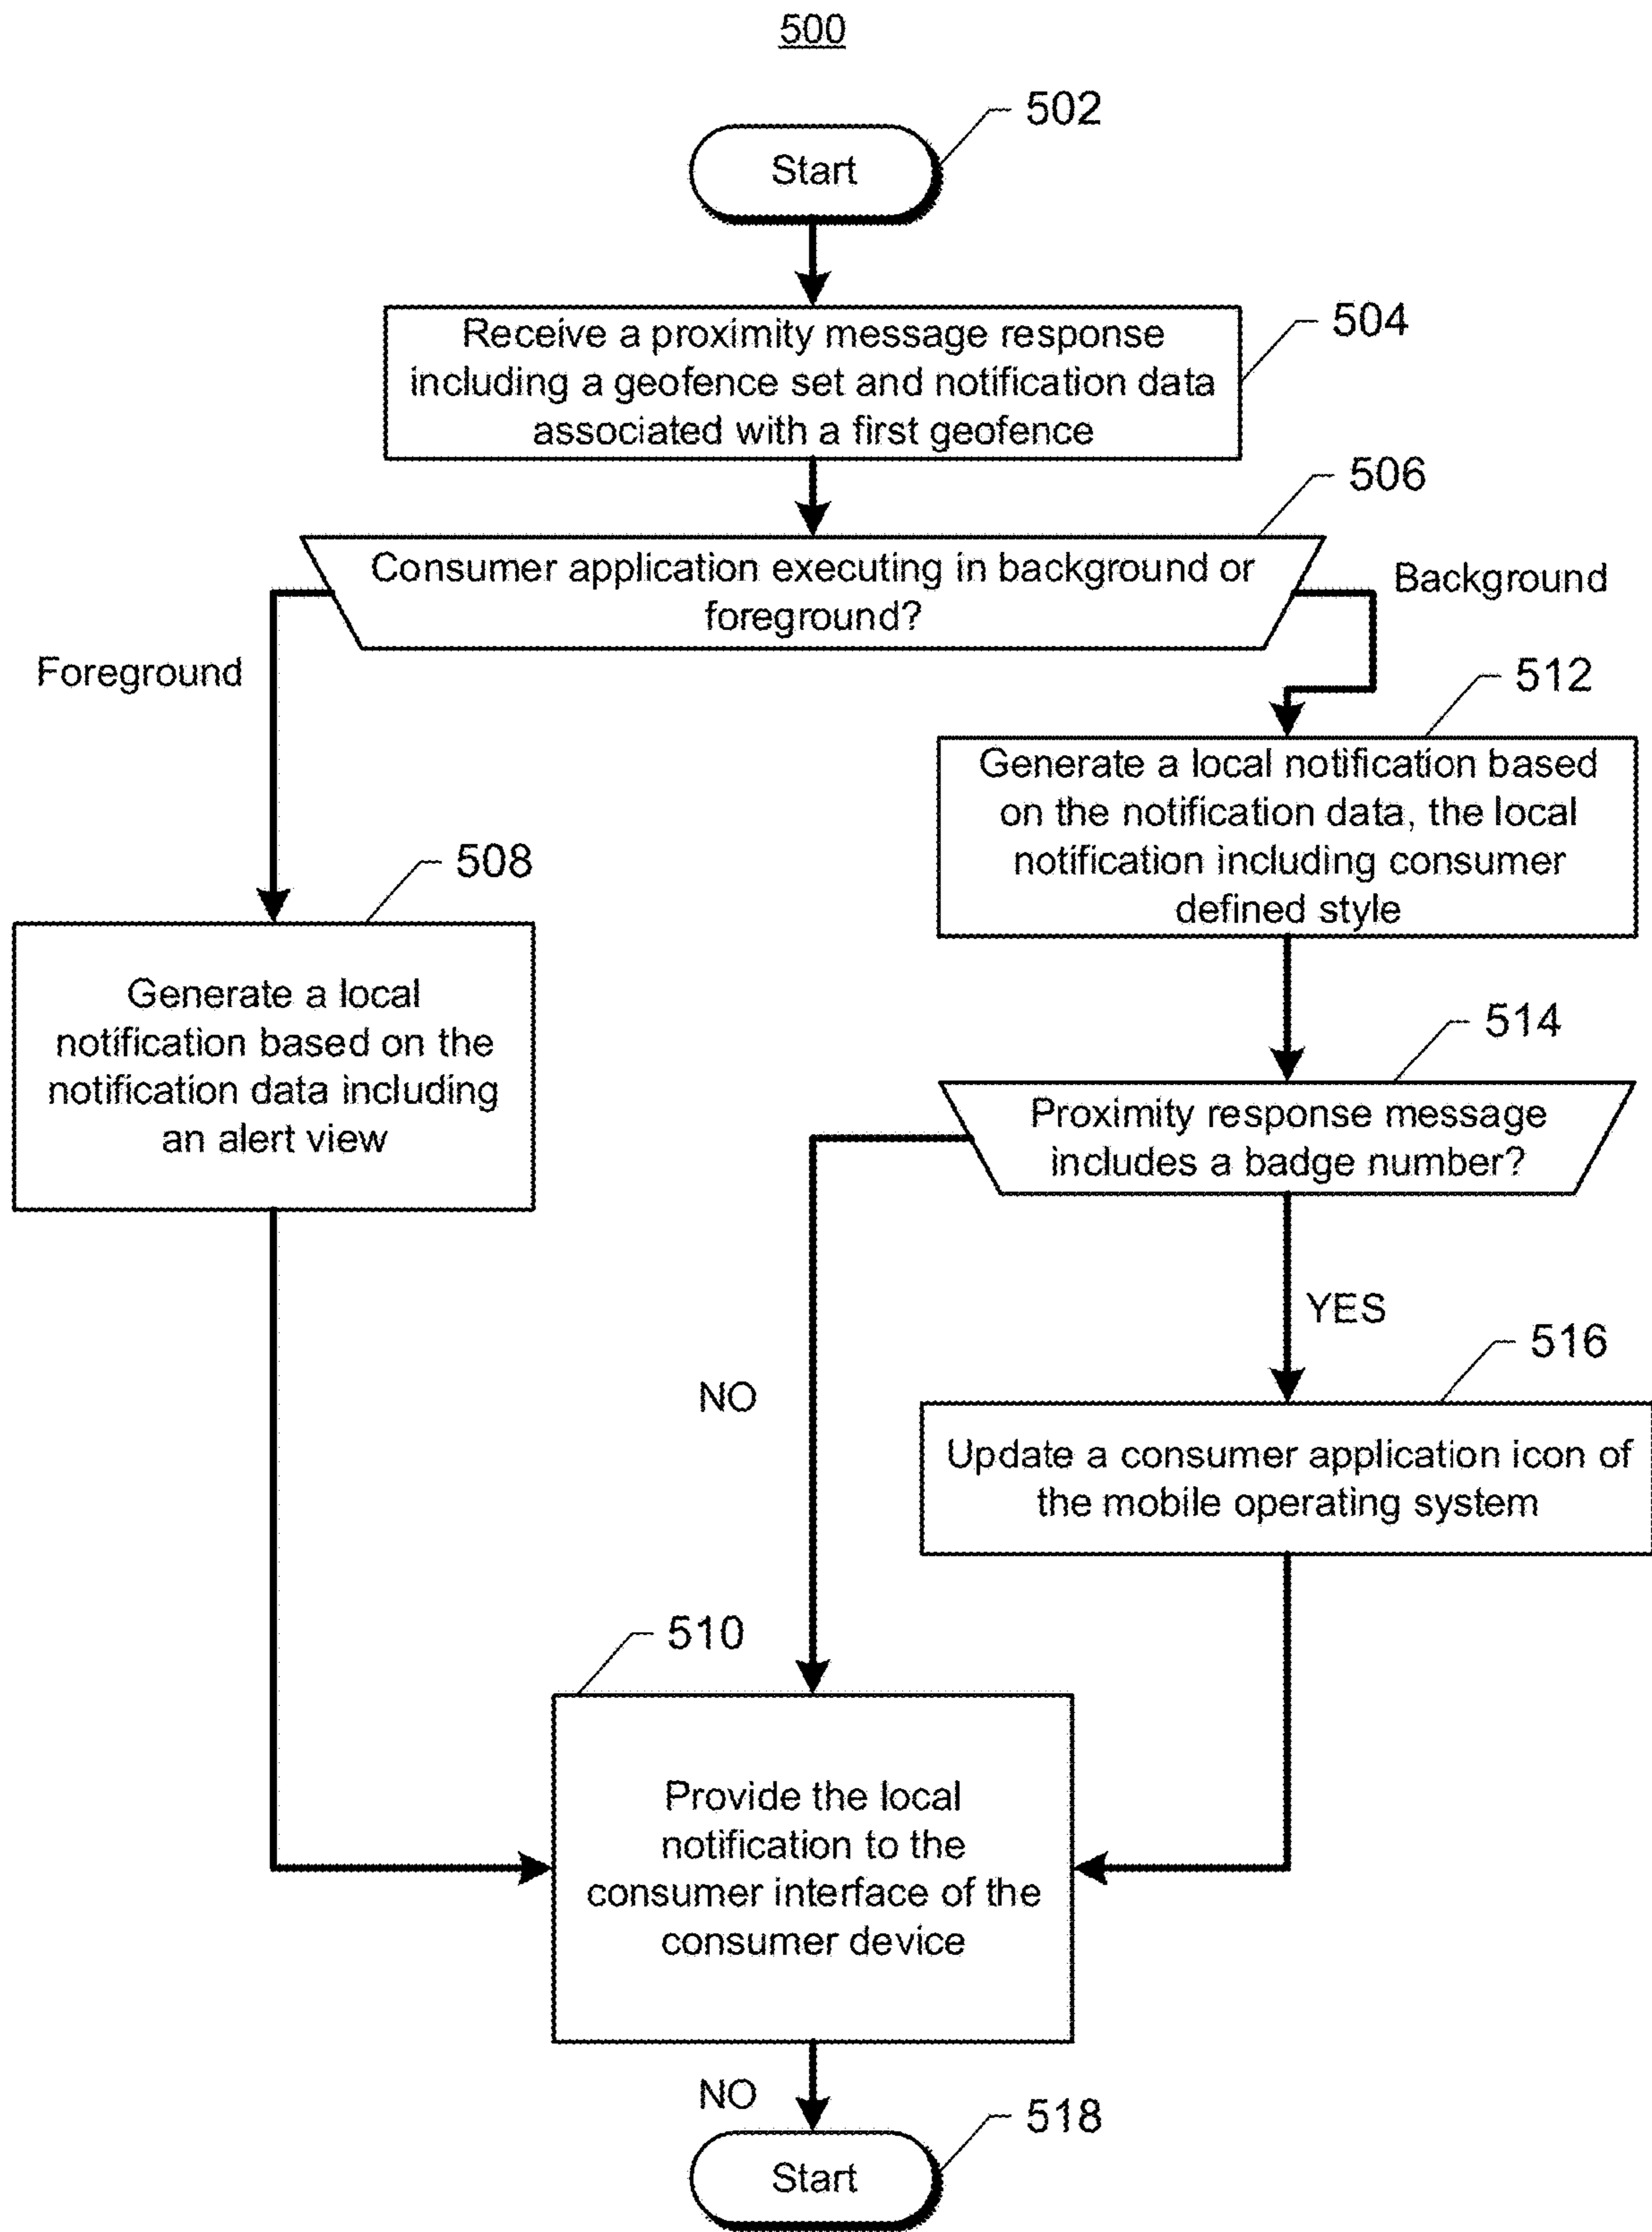 500
502
Start
504
Receive a proximity message response
including a geofence set and notification data
associated with a first geofence
506
Consumer application executing in background or
foreground?
Background
Foreground
512
Generate a local notification based
on the notification data, the local
notification including consumer
defined style
508
Generate a local
notification based on the
notification data including
an alert view
514
Proximity response message
includes a badge number?
YES
NO
516
Update a consumer application icon of
the mobile operating system
510
Provide the local
notification to the
consumer interface of the
consumer device
NO
518
Start